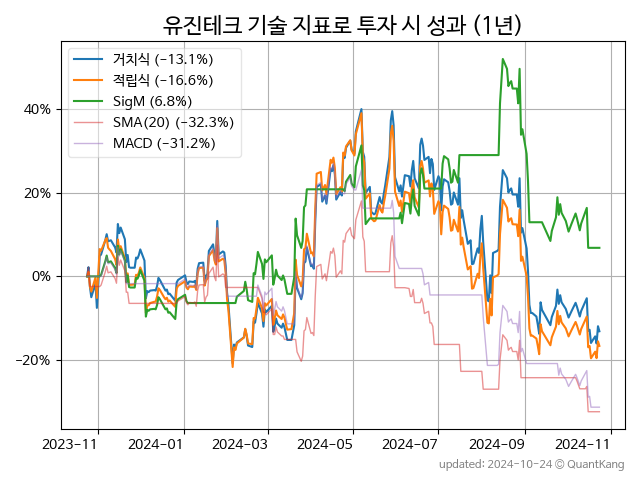 유진테크 기술 지표로 투자 시 성과 (1년)
거치식 (−13.1%)
적립식 (−16.6%)
SigM (6.8%)
SMA(20) (−32.3%)
MACD (−31.2%)
40%
20%
0%
−20%
2023−11 2024−01 2024−03 2024−05 2024−07 2024−09 2024−11
updated: 2024-10-24 © QuantKang